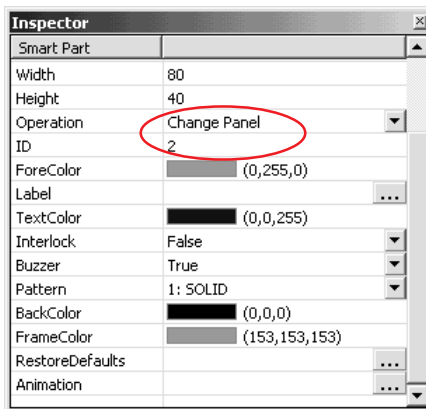 Inspector
Smart Part
Width 80
Height 40
Operation Change Panel
ID 2
ForeColor (0,255,0)
Label ...
TextColor (0,0,255)
Interlock False
Buzzer True
Pattern 1: SOLID
BackColor (0,0,0)
FrameColor (153,153,153)
RestoreDefaults ...
Animation ...